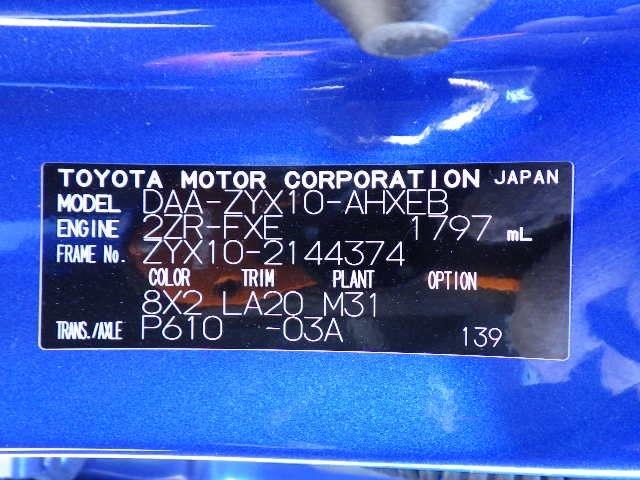 TOYOTA MOTOR CORPORATION JAPAN
MODEL DAA-ZYX10-AHXEB
ENGINE 2ZR-FXE 1797 mL
FRAME No. ZYX10-2144374
COLOR TRIM PLANT OPTION
8X2 LA20 M31
TRANS./AXLE P610 -03A 139